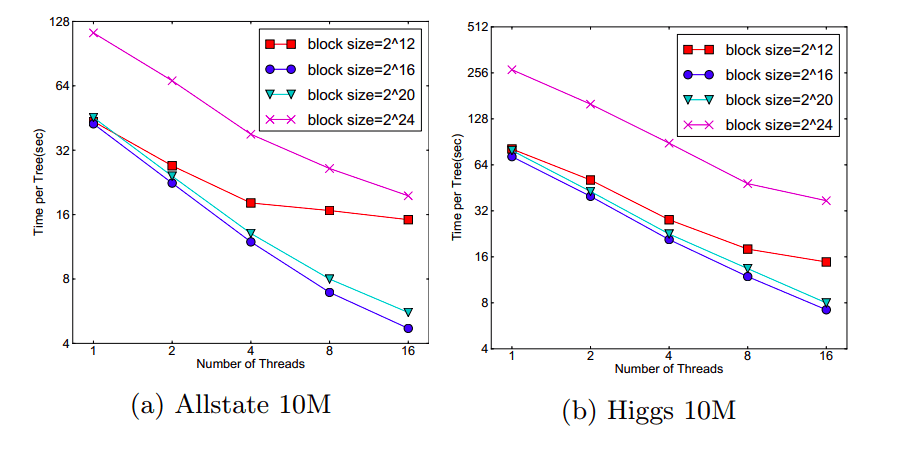 128
64
32
16
8
4
Time per Tree(sec)
block size=2^12
block size=2^16
block size=2^20
block size=2^24
1 2 4 8 16
Number of Threads
(a) Allstate 10M
512
256
128
64
32
16
8
4
Time per Tree(sec)
block size=2^12
block size=2^16
block size=2^20
block size=2^24
1 2 4 8 16
Number of Threads
(b) Higgs 10M